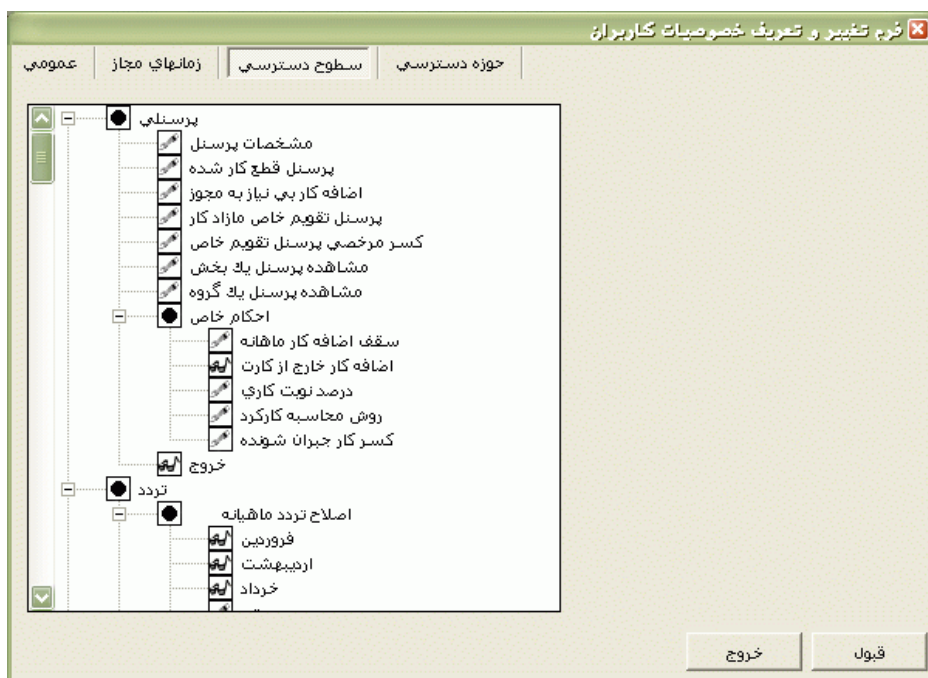 فرم تغيير و تعريف خصوصيات كاربران
عمومي
زمانهاي مجاز
سطوح دسترسي
حوزه دسترسي
پرسنلي
مشخصات پرسنل
پرسنل قطع كار شده
اضافه كار بي نياز به مجوز
پرسنل تقويم خاص مازاد كار
كسر مرخصي پرسنل تقويم خاص
مشاهده پرسنل يك بخش
مشاهده پرسنل يك گروه
احكام خاص
سقف اضافه كار ماهانه
اضافه كار خارج از كارت
درصد نوبت كاري
روش محاسبه كاركرد
كسر كار جبران شونده
خروج
تردد
اصلاح تردد ماهيانه
فروردين
ارديبهشت
خرداد
قبول
خروج